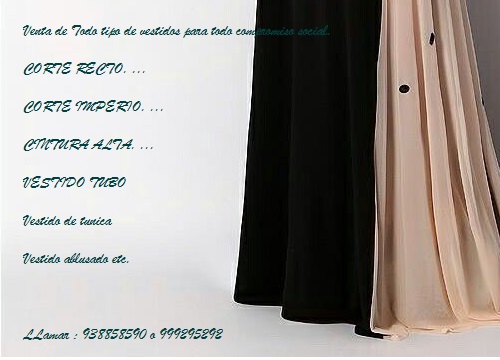 Venta de Todo tipo de vestidos para todo compromiso social.
CORTE RECTO. ...
CORTE IMPERIO. ...
CINTURA ALTA. ...
VESTIDO TUBO
Vestido de tunica
Vestido ablusado etc.
LLamar : 938858590 o 999295292